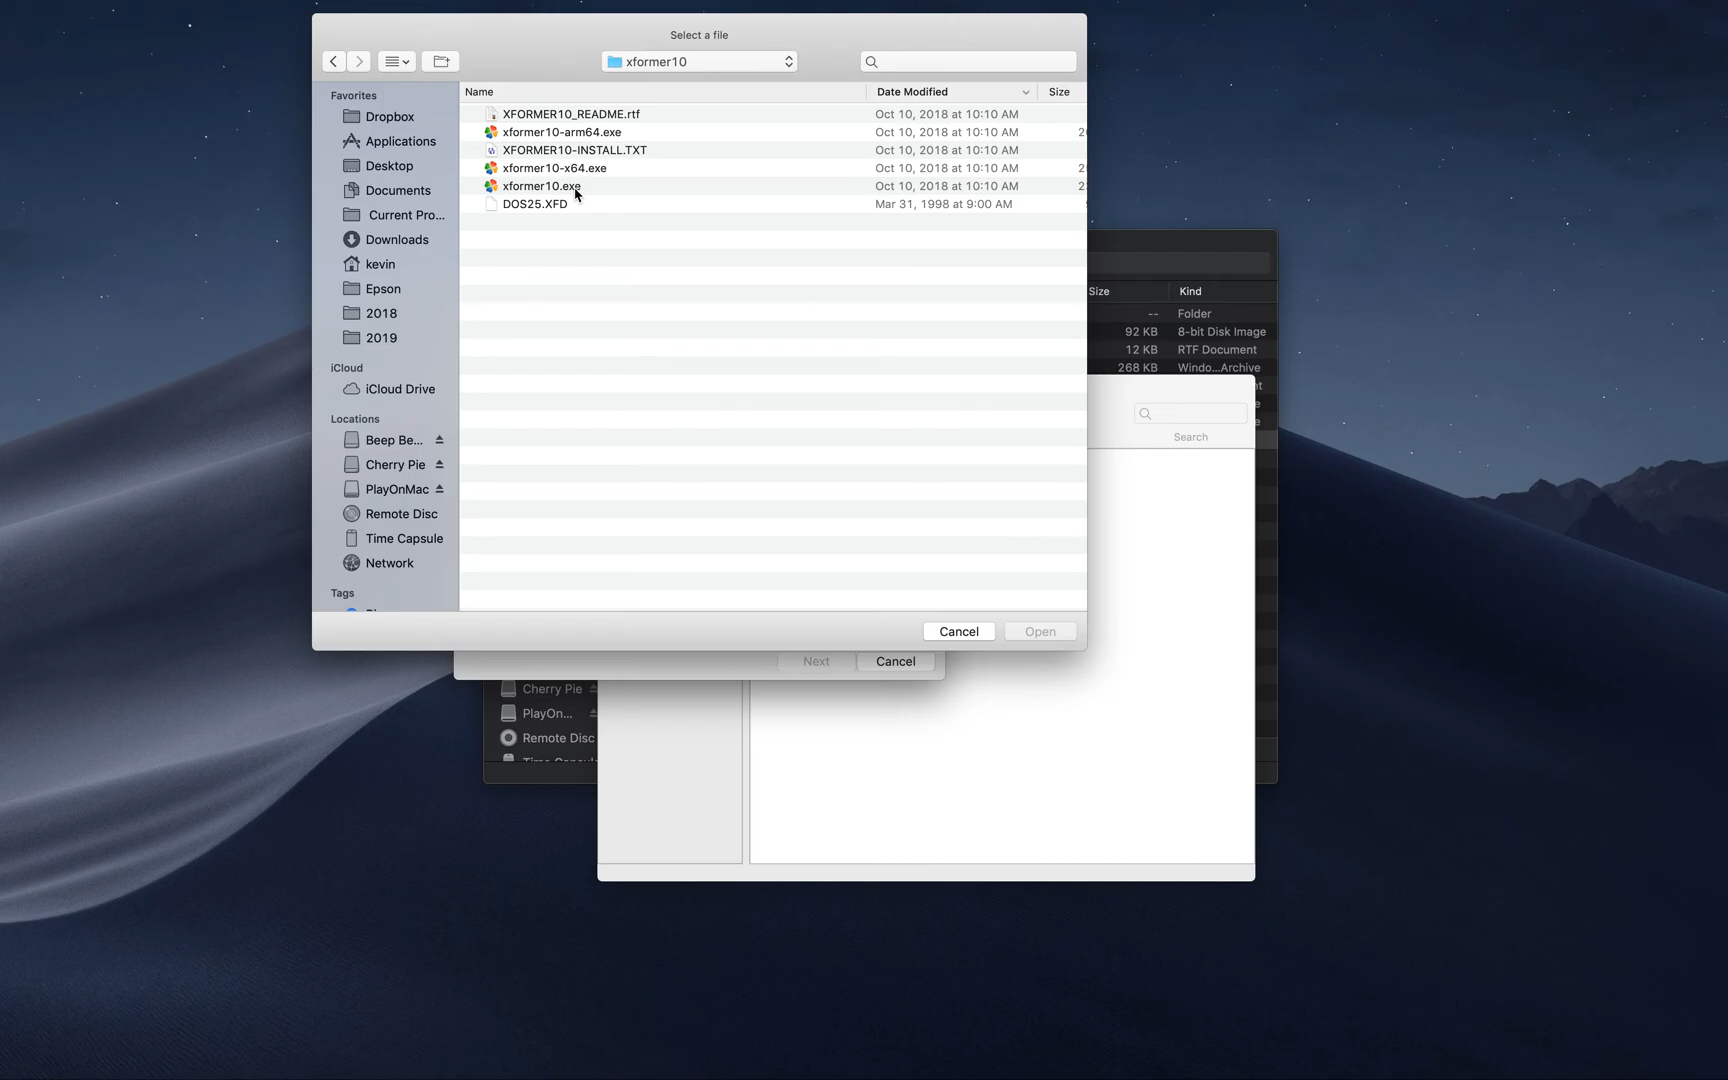 Select a file
xformer10
Favorites
Dropbox
Applications
Desktop
Documents
Current Pro...
Downloads
kevin
Epson
2018
2019
iCloud
iCloud Drive
Locations
Beep Be...
Cherry Pie
PlayOnMac
Remote Disc
Time Capsule
Network
Tags
Name Date Modified Size
XFORMER10_README.rtf Oct 10, 2018 at 10:10 AM
xformer10-arm64.exe Oct 10, 2018 at 10:10 AM
XFORMER10-INSTALL.TXT Oct 10, 2018 at 10:10 AM
xformer10-x64.exe Oct 10, 2018 at 10:10 AM
xformer10.exe Oct 10, 2018 at 10:10 AM
DOS25.XFD Mar 31, 1998 at 9:00 AM
Cancel Open
Next Cancel
Size Kind
-- Folder
92 KB 8-bit Disk Image
12 KB RTF Document
268 KB Windo...Archive
Search
Cherry Pie
PlayOn...
Remote Disc